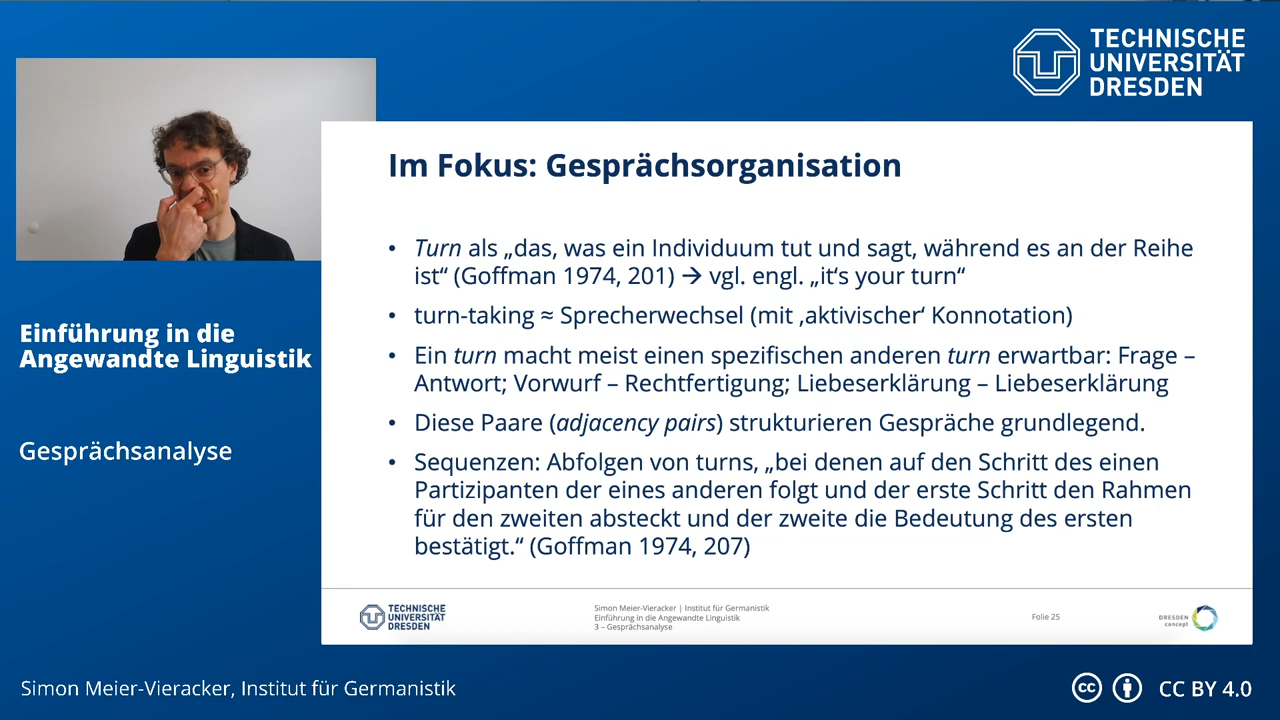 TECHNISCHE
UNIVERSITÄT
DRESDEN
Einführung in die
Angewandte Linguistik
Gesprächsanalyse
Im Fokus: Gesprächsorganisation
• Turn als „das, was ein Individuum tut und sagt, während es an der Reihe
ist“ (Goffman 1974, 201) → vgl. engl. „it‘s your turn“
• turn-taking ≈ Sprecherwechsel (mit ‚aktivischer‘ Konnotation)
• Ein turn macht meist einen spezifischen anderen turn erwartbar: Frage –
Antwort; Vorwurf – Rechtfertigung; Liebeserklärung – Liebeserklärung
• Diese Paare (adjacency pairs) strukturieren Gespräche grundlegend.
• Sequenzen: Abfolgen von turns, „bei denen auf den Schritt des einen
Partizipanten der eines anderen folgt und der erste Schritt den Rahmen
für den zweiten absteckt und der zweite die Bedeutung des ersten
bestätigt.“ (Goffman 1974, 207)
TECHNISCHE
UNIVERSITÄT
DRESDEN
Simon Meier-Vieracker | Institut für Germanistik
Einführung in die Angewandte Linguistik
3 – Gesprächsanalyse
Folie 25
DRESDEN
concept
Simon Meier-Vieracker, Institut für Germanistik
cc
CC BY 4.0